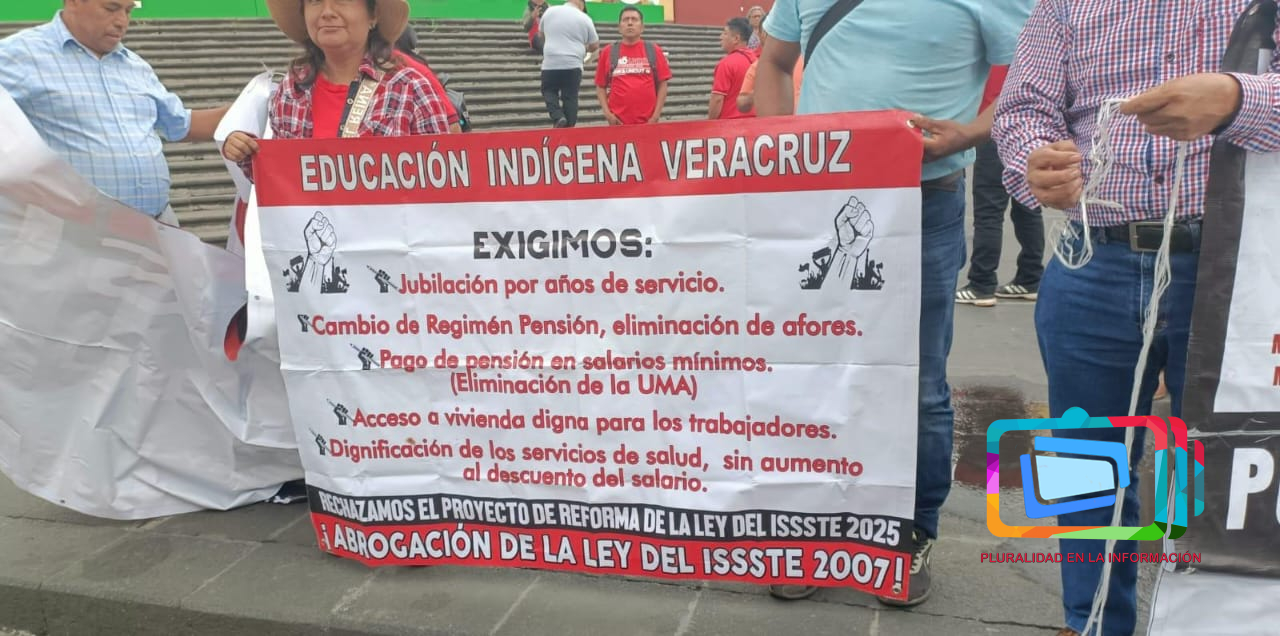 EDUCACIÓN INDÍGENA VERACRUZ
EXIGIMOS:
Jubilación por años de servicio.
Cambio de Regimén Pensión, eliminación de afores.
Pago de pensión en salarios mínimos.
(Eliminación de la UMA)
Acceso a vivienda digna para los trabajadores.
Dignificación de los servicios de salud, sin aumento
al descuento del salario.
RECHAZAMOS EL PROYECTO DE REFORMA DE LA LEY DEL ISSSTE 2025
¡ABROGACIÓN DE LA LEY DEL ISSSTE 2007!
PLURALIDAD EN LA INFORMACIÓN